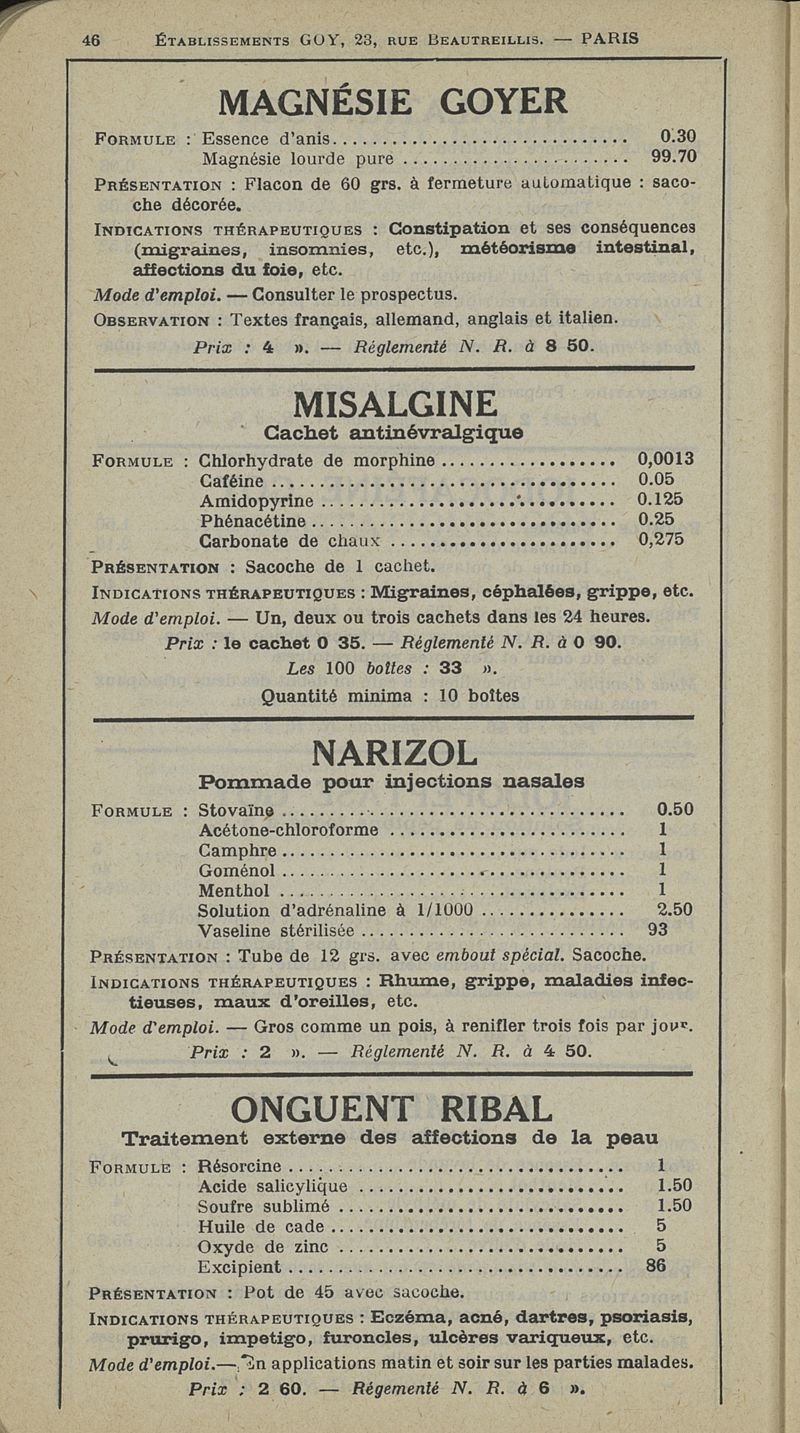 46 ÉTABLISSEMENTS GOY, 23, RUE BEAUTREILLIS. — PARIS
MAGNÉSIE GOYER
FORMULE : Essence d'anis.............................. 0.30
Magnésie lourde pure ....................... 99.70
PRÉSENTATION : Flacon de 60 grs. à fermeture automatique : saco-
che décorée.
INDICATIONS THÉRAPEUTIQUES : Constipation et ses conséquences
(migraines, insomnies, etc.), météorisme intestinal,
affections du foie, etc.
Mode d'emploi. — Consulter le prospectus.
OBSERVATION : Textes français, allemand, anglais et italien.
Prix : 4 ». — Réglementé N. R. à 8 50.
MISALGINE
Cachet antinévralgique
FORMULE : Chlorhydrate de morphine .................. 0,0013
Caféine ................................... 0.05
Amidopyrine .............................. 0.125
Phénacétine ............................... 0.25
Carbonate de chaux ....................... 0,275
PRÉSENTATION : Sacoche de 1 cachet.
INDICATIONS THÉRAPEUTIQUES : Migraines, céphalées, grippe, etc.
Mode d'emploi. — Un, deux ou trois cachets dans les 24 heures.
Prix : le cachet 0 35. — Réglementé N. R. à 0 90.
Les 100 boîtes : 33 ».
Quantité minima : 10 boîtes
NARIZOL
Pommade pour injections nasales
FORMULE : Stovaïne ................................... 0.50
Acétone-chloroforme ........................ 1
Camphre ................................... 1
Goménol ................................... 1
Menthol ................................... 1
Solution d'adrénaline à 1/1000 ............... 2.50
Vaseline stérilisée ........................... 93
PRÉSENTATION : Tube de 12 grs. avec embout spécial. Sacoche.
INDICATIONS THÉRAPEUTIQUES : Rhume, grippe, maladies infec-
tieuses, maux d'oreilles, etc.
Mode d'emploi. — Gros comme un pois, à renifler trois fois par jour.
Prix : 2 ». — Réglementé N. R. à 4 50.
ONGUENT RIBAL
Traitement externe des affections de la peau
FORMULE : Résorcine .................................. 1
Acide salicylique ........................... 1.50
Soufre sublimé ............................. 1.50
Huile de cade .............................. 5
Oxyde de zinc ............................. 5
Excipient .................................. 86
PRÉSENTATION : Pot de 45 avec sacoche.
INDICATIONS THÉRAPEUTIQUES : Eczéma, acné, dartres, psoriasis,
prurigo, impetigo, furoncles, ulcères variqueux, etc.
Mode d'emploi.— En applications matin et soir sur les parties malades.
Prix : 2 60. — Régementé N. R. à 6 ».